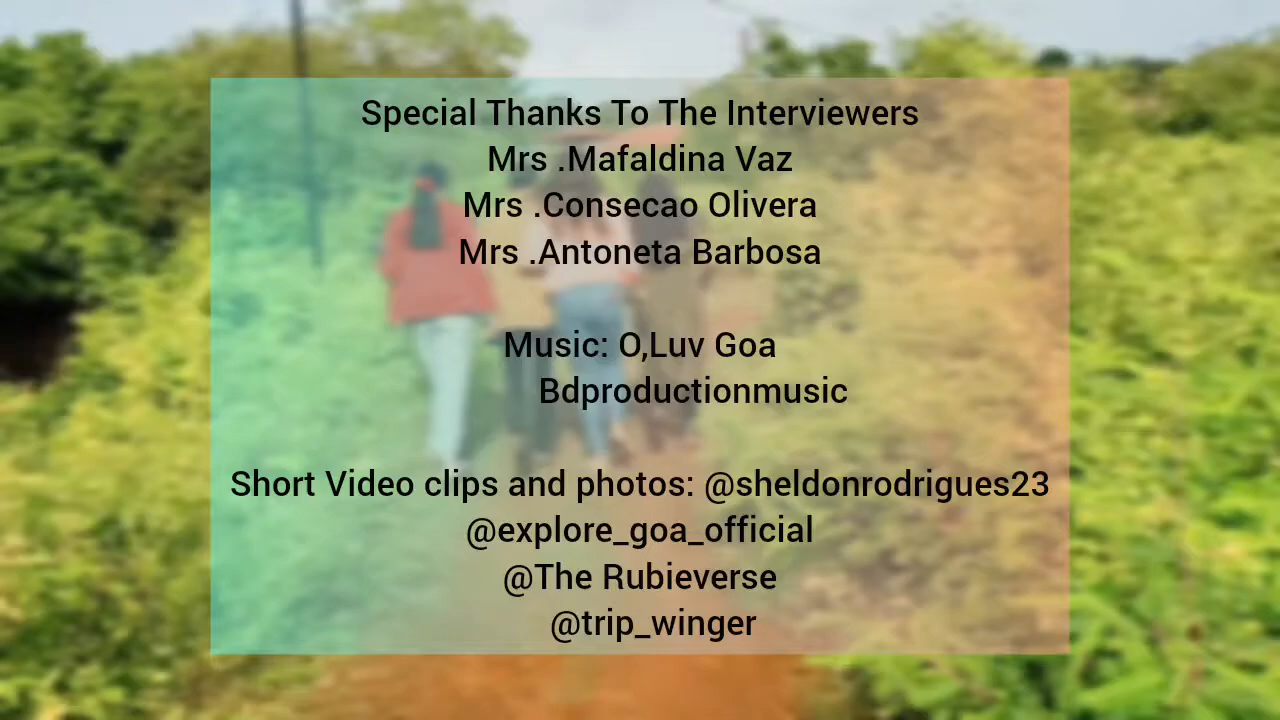 Special Thanks To The Interviewers
Mrs .Mafaldina Vaz
Mrs .Consecao Olivera
Mrs .Antoneta Barbosa
Music: O,Luv Goa
Bdproductionmusic
Short Video clips and photos: @sheldonrodrigues23
@explore_goa_official
@The Rubieverse
@trip_winger